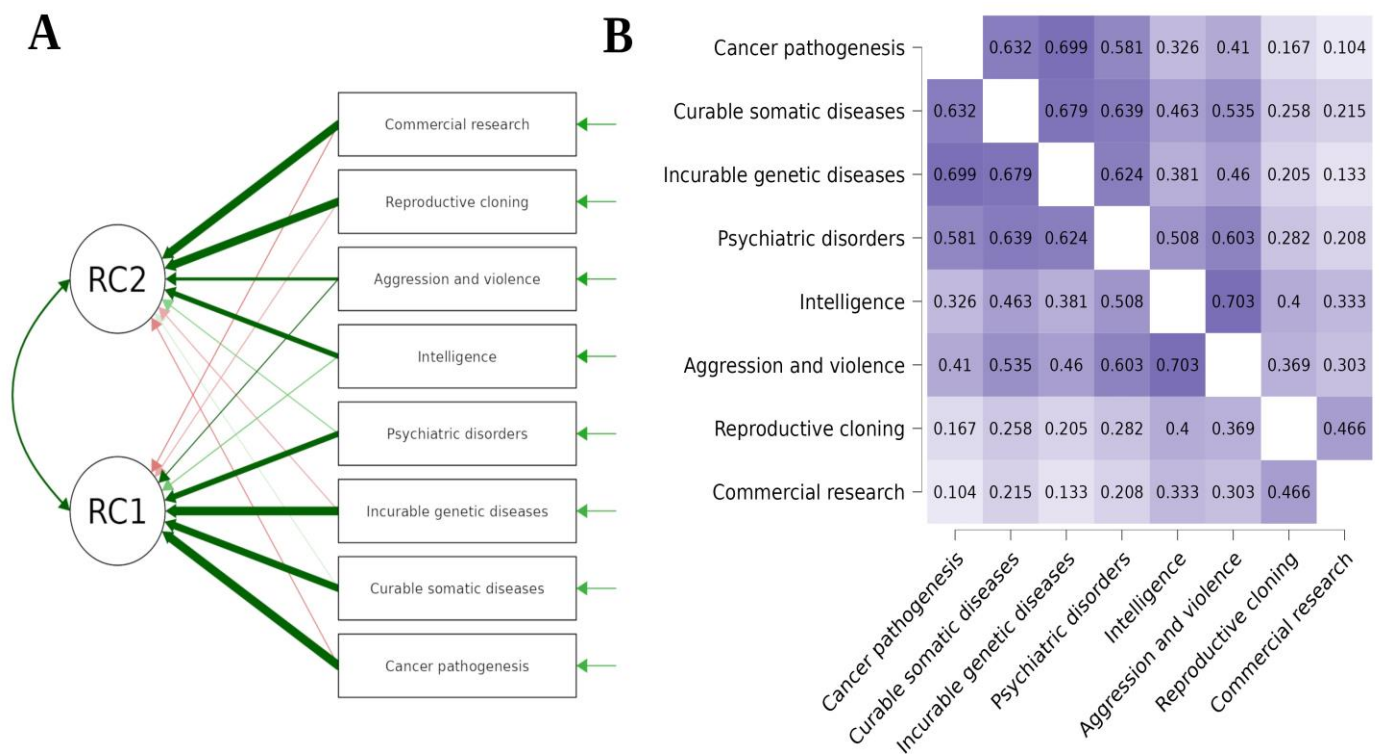 A
RC2
RC1
Commercial research
Reproductive cloning
Aggression and violence
Intelligence
Psychiatric disorders
Incurable genetic diseases
Curable somatic diseases
Cancer pathogenesis
B
Cancer pathogenesis 0.632 0.699 0.581 0.326 0.41 0.167 0.104
Curable somatic diseases 0.632 0.679 0.639 0.463 0.535 0.258 0.215
Incurable genetic diseases 0.699 0.679 0.624 0.381 0.46 0.205 0.133
Psychiatric disorders 0.581 0.639 0.624 0.508 0.603 0.282 0.208
Intelligence 0.326 0.463 0.381 0.508 0.703 0.4 0.333
Aggression and violence 0.41 0.535 0.46 0.603 0.703 0.369 0.303
Reproductive cloning 0.167 0.258 0.205 0.282 0.4 0.369 0.466
Commercial research 0.104 0.215 0.133 0.208 0.333 0.303 0.466
Cancer pathogenesis
Curable somatic diseases
Incurable genetic diseases
Psychiatric disorders
Intelligence
Aggression and violence
Reproductive cloning
Commercial research